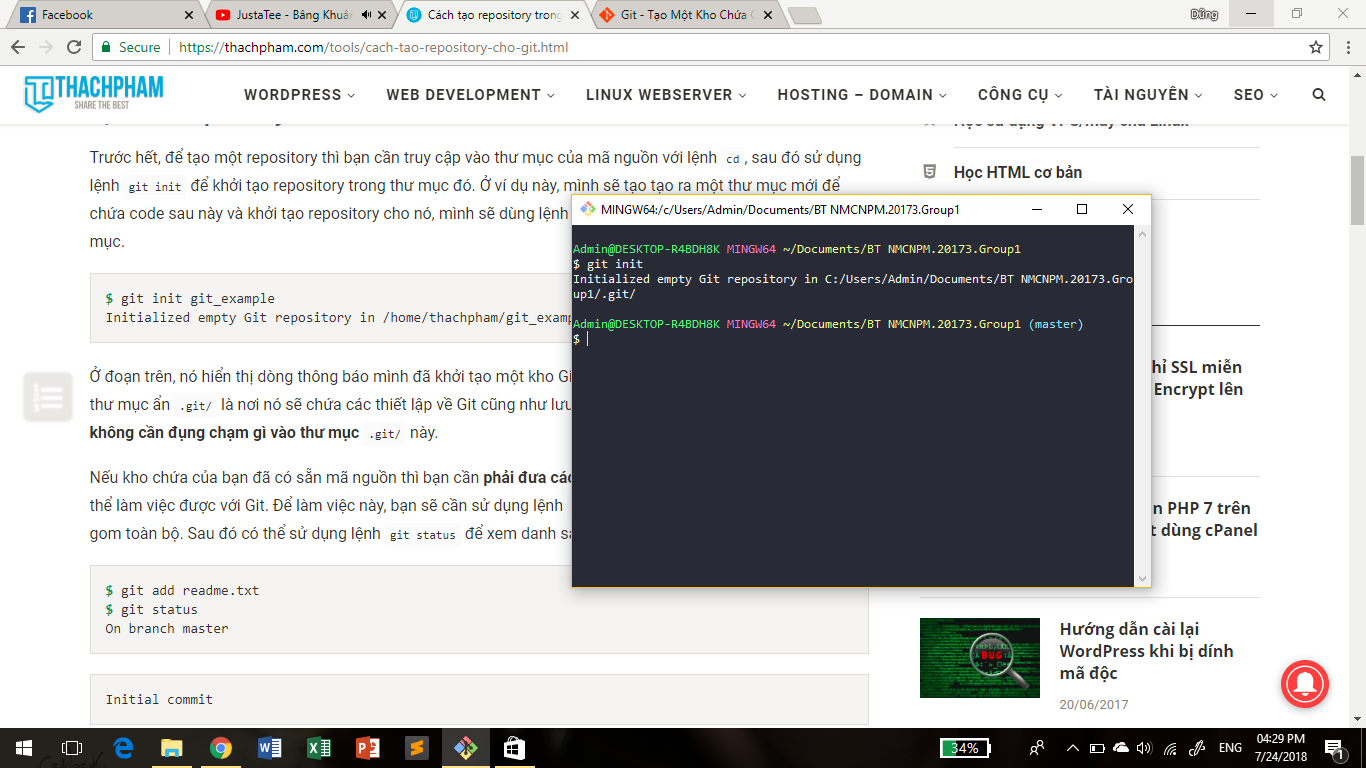 Facebook
JustaTee - Bâng Khuân
Cách tạo repository trong
Git - Tạo Một Kho Chứa
Dũng
Secure
https://thachpham.com/tools/cach-tao-repository-cho-git.html
THACHPHAM
SHARE THE BEST
WORDPRESS
WEB DEVELOPMENT
LINUX WEBSERVER
HOSTING – DOMAIN
CÔNG CỤ
TÀI NGUYÊN
SEO
Trước hết, để tạo một repository thì bạn cần truy cập vào thư mục của mã nguồn với lệnh cd , sau đó sử dụng
lệnh git init để khởi tạo repository trong thư mục đó. Ở ví dụ này, mình sẽ tạo tạo ra một thư mục mới để
chứa code sau này và khởi tạo repository cho nó, mình sẽ dùng lệnh
mục.
$ git init git_example
Initialized empty Git repository in /home/thachpham/git_examp
Ở đoạn trên, nó hiển thị dòng thông báo mình đã khởi tạo một kho Gi
thư mục ẩn .git/ là nơi nó sẽ chứa các thiết lập về Git cũng như lưu
không cần đụng chạm gì vào thư mục .git/ này.
Nếu kho chứa của bạn đã có sẵn mã nguồn thì bạn cần phải đưa các
thể làm việc được với Git. Để làm việc này, bạn sẽ cần sử dụng lệnh
gom toàn bộ. Sau đó có thể sử dụng lệnh git status để xem danh sá
$ git add readme.txt
$ git status
On branch master
Initial commit
MINGW64:/c/Users/Admin/Documents/BT NMCNPM.20173.Group1
Admin@DESKTOP-R4BDH8K MINGW64 ~/Documents/BT NMCNPM.20173.Group1
$ git init
Initialized empty Git repository in C:/Users/Admin/Documents/BT NMCNPM.20173.Gro
up1/.git/
Admin@DESKTOP-R4BDH8K MINGW64 ~/Documents/BT NMCNPM.20173.Group1 (master)
$
Học sử dụng VPS/máy chủ Linux
Học HTML cơ bản
hỉ SSL miễn
Encrypt lên
n PHP 7 trên
t dùng cPanel
BUG
Hướng dẫn cài lại
WordPress khi bị dính
mã độc
20/06/2017
34%
ENG
04:29 PM
7/24/2018
1